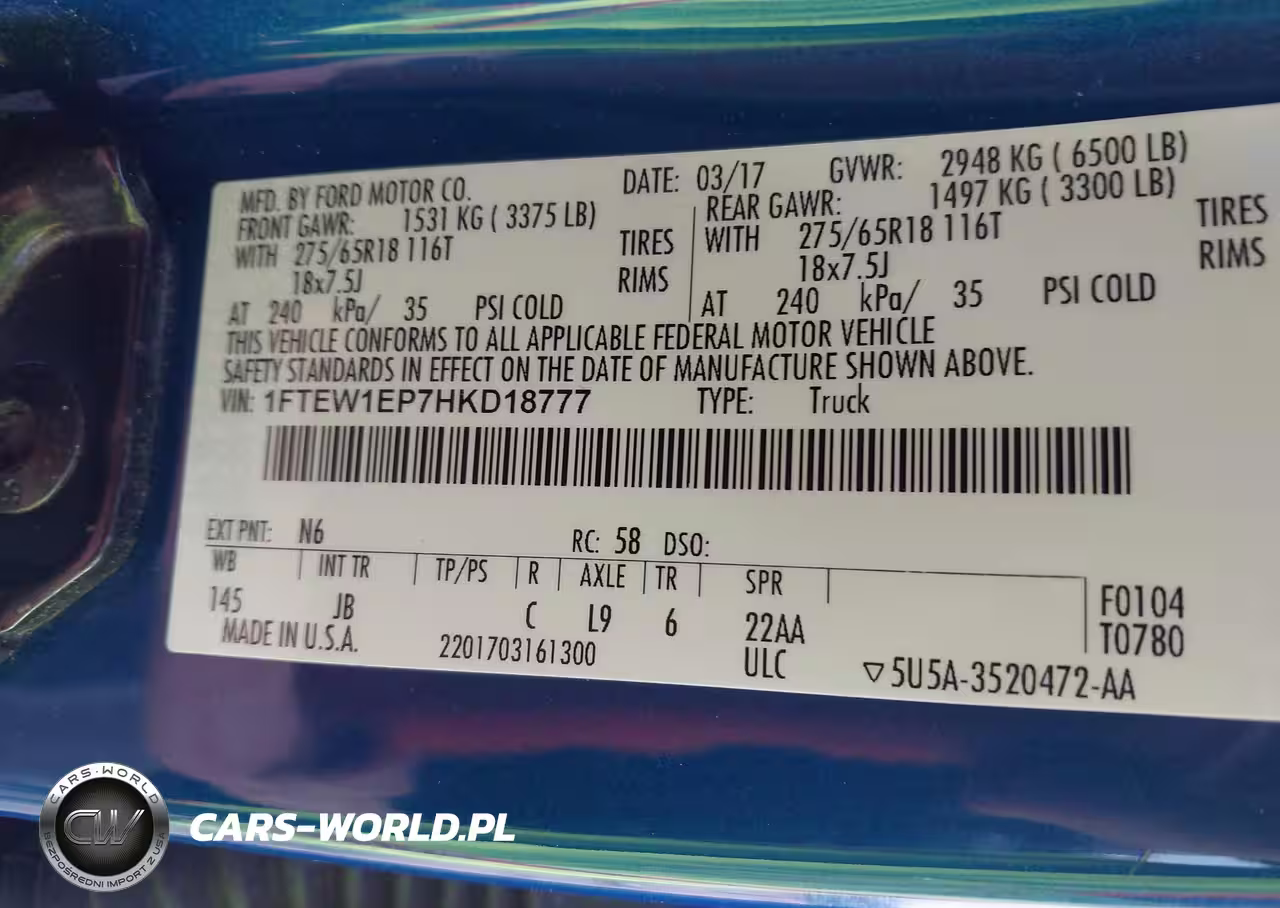 MFD. BY FORD MOTOR CO. DATE: 03/17 GVWR: 2948 KG ( 6500 LB)
FRONT GAWR: 1531 KG ( 3375 LB) REAR GAWR: 1497 KG ( 3300 LB)
WITH 275/65R18 116T TIRES WITH 275/65R18 116T TIRES
18x7.5J RIMS 18x7.5J RIMS
AT 240 kPa/ 35 PSI COLD AT 240 kPa/ 35 PSI COLD
THIS VEHICLE CONFORMS TO ALL APPLICABLE FEDERAL MOTOR VEHICLE
SAFETY STANDARDS IN EFFECT ON THE DATE OF MANUFACTURE SHOWN ABOVE.
VIN: 1FTEW1EP7HKD18777 TYPE: Truck
EXT PNT: N6 RC: 58 DSO:
WB INT TR TP/PS R AXLE TR SPR
145 JB C L9 6 22AA F0104
MADE IN U.S.A. 2201703161300 ULC T0780
▽5U5A-3520472-AA
CARS-WORLD
CW
BEZPOŚREDNI IMPORT Z USA
CARS-WORLD.PL